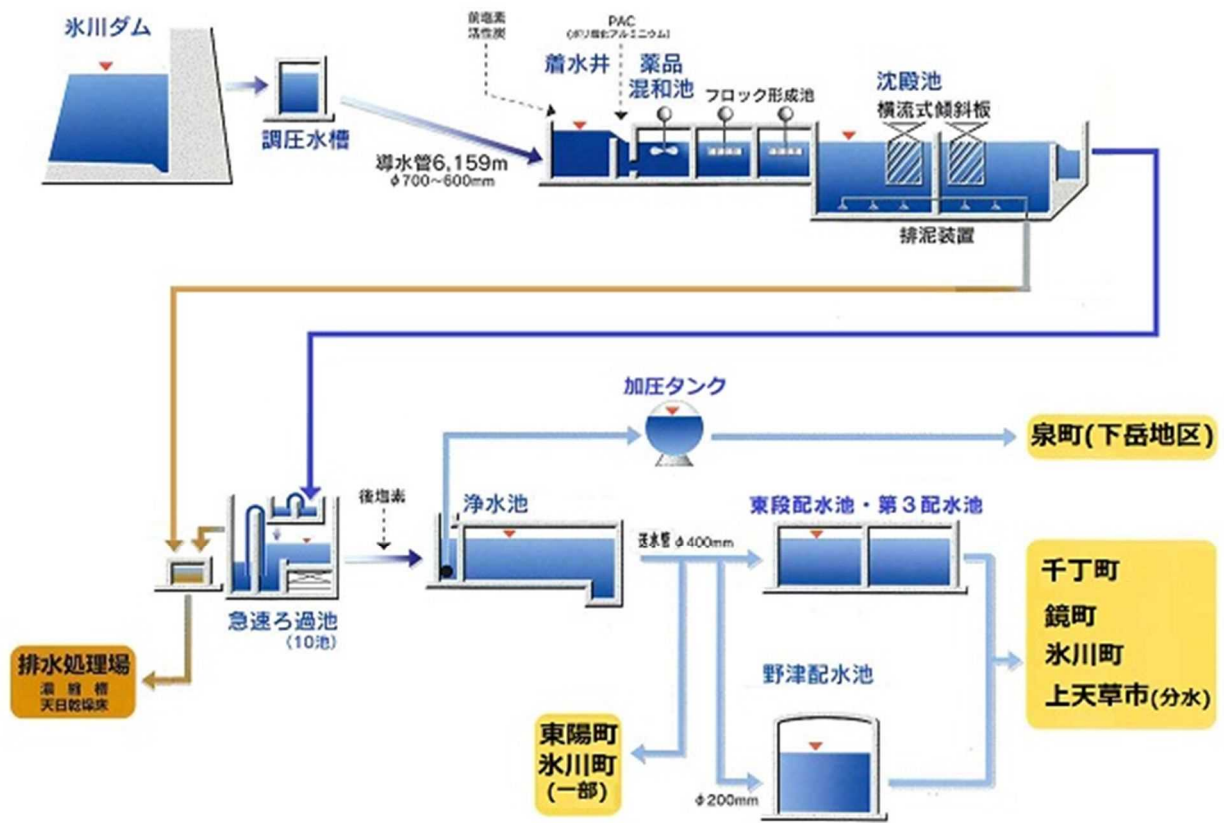 氷川ダム
調圧水槽
導水管6,159m
φ700〜600mm
前塩素
活性炭
PAC
(ポリ塩化アルミニウム)
着水井
薬品
混和池
フロック形成池
沈殿池
横流式傾斜板
排泥装置
加圧タンク
泉町(下岳地区)
後塩素
浄水池
送水管 φ400mm
東段配水池・第3配水池
急速ろ過池
(10池)
排水処理場
濃縮槽
天日乾燥床
千丁町
鏡町
氷川町
上天草市(分水)
野津配水池
東陽町
氷川町
(一部)
φ200mm